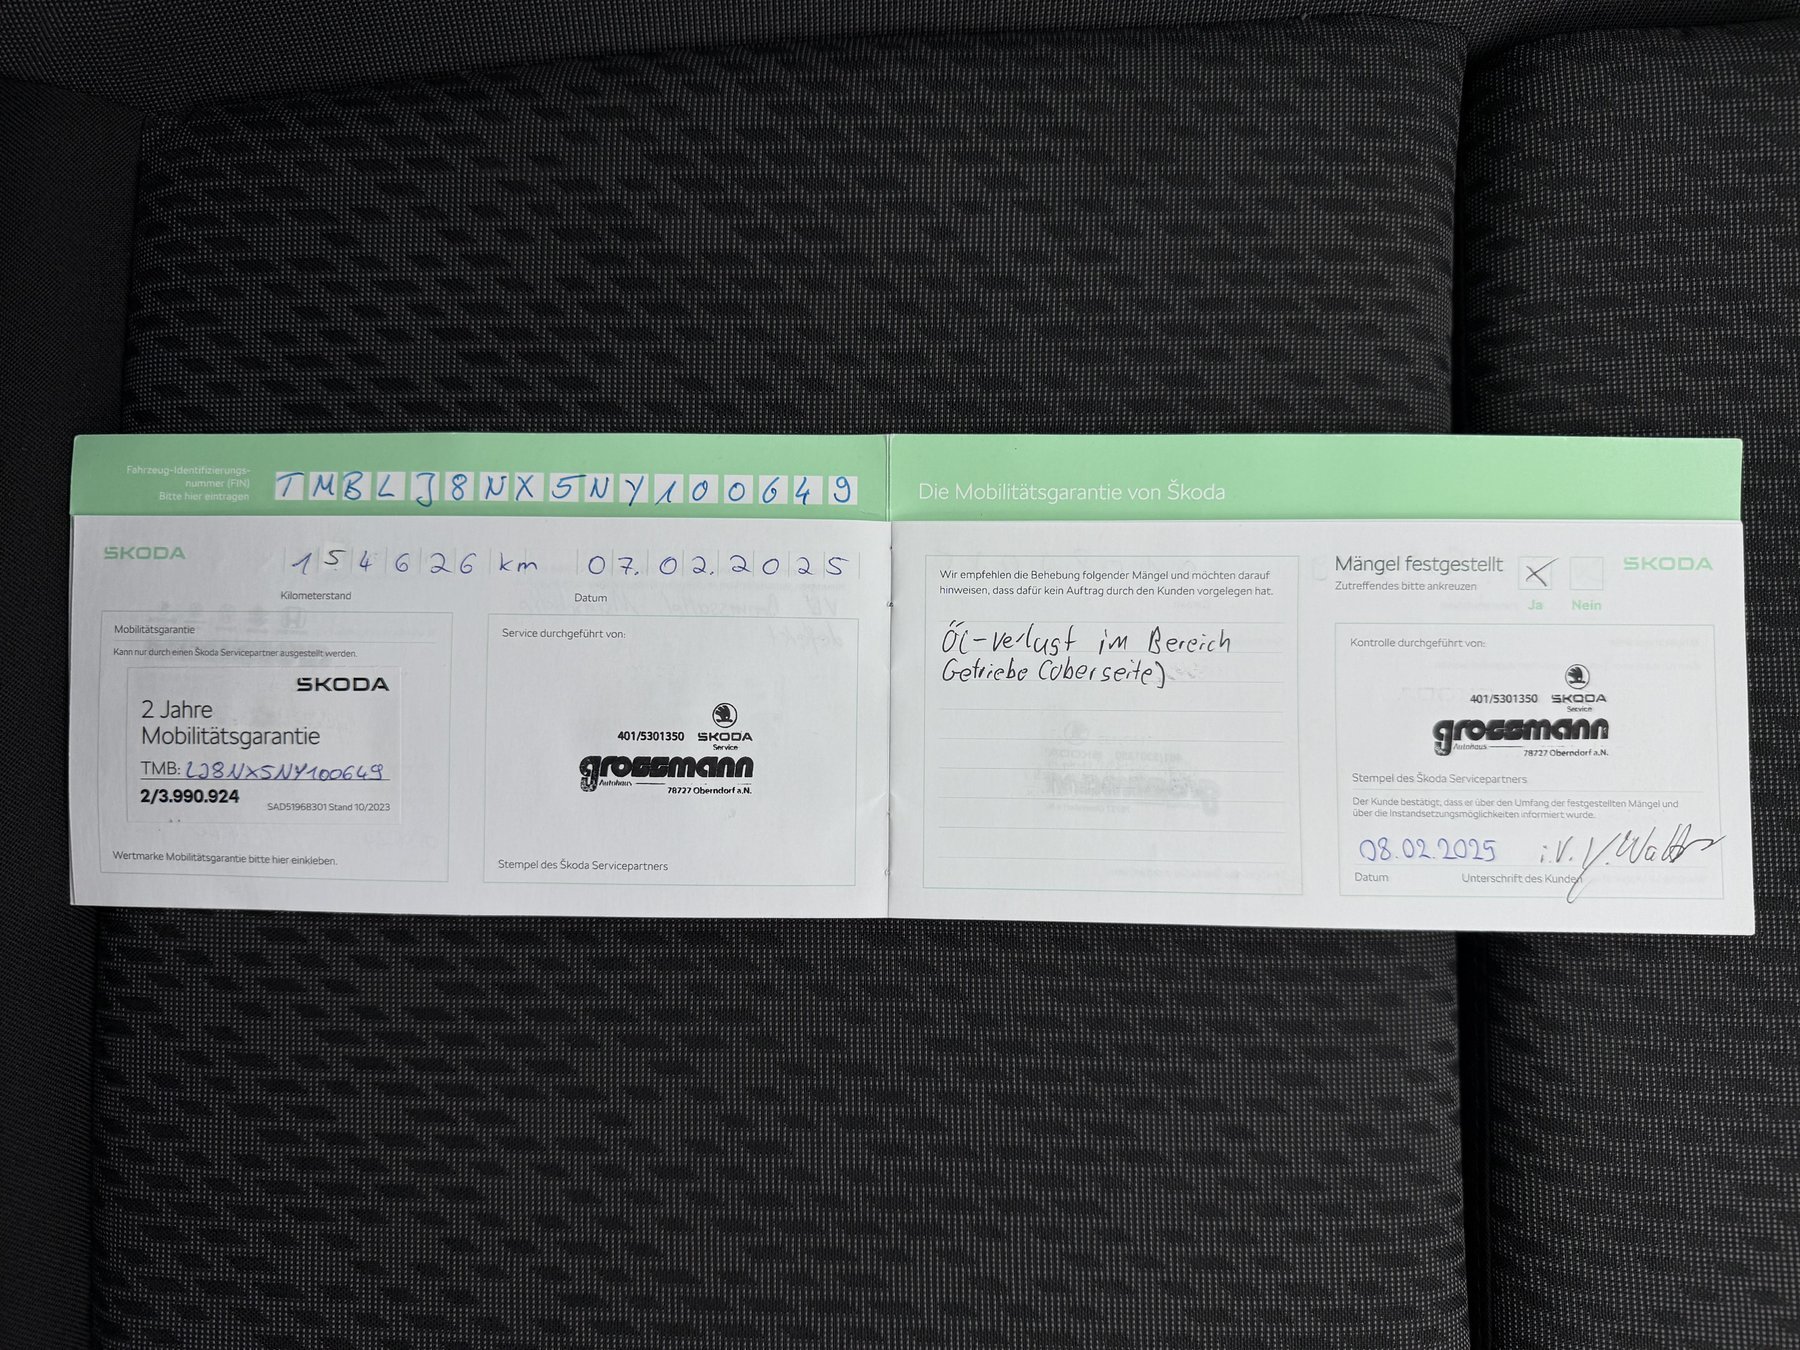 Fahrzeug-Identifizierungs-
nummer (FIN)
Bitte hier eintragen
TMBLJ8NX5NY100649
ŠKODA
154626 km 07.02.2025
Kilometerstand
Datum
Mobilitätsgarantie
Kann nur durch einen Škoda Servicepartner ausgestellt werden.
ŠKODA
2 Jahre
Mobilitätsgarantie
TMB: LJ8NX5NY100649
2/3.990.924
SAD51968301 Stand 10/2023
Wertmarke Mobilitätsgarantie bitte hier einkleben.
Service durchgeführt von:
401/5301350 ŠKODA
Service
grossmann
Autohaus
78727 Oberndorf a.N.
Stempel des Škoda Servicepartners
Die Mobilitätsgarantie von Škoda
Wir empfehlen die Behebung folgender Mängel und möchten darauf
hinweisen, dass dafür kein Auftrag durch den Kunden vorgelegen hat.
Öl-verlust im Bereich
Getriebe (oberseite)
Mängel festgestellt
Zutreffendes bitte ankreuzen
Ja
Nein
ŠKODA
Kontrolle durchgeführt von:
401/5301350 ŠKODA
Service
grossmann
Autohaus
78727 Oberndorf a.N.
Stempel des Škoda Servicepartners
Der Kunde bestätigt, dass er über den Umfang der festgestellten Mängel und
über die Instandsetzungsmöglichkeiten informiert wurde.
08.02.2025 i.V.
Datum
Unterschrift des Kunden